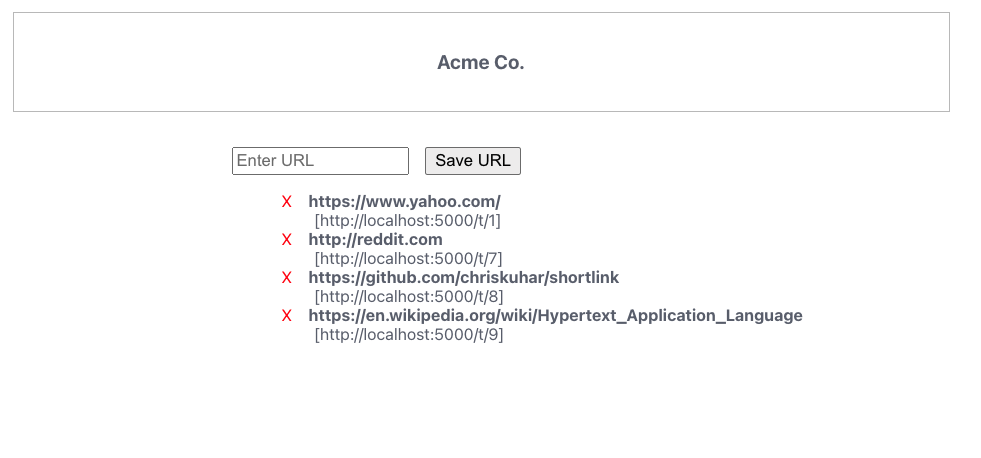 Acme Co.
Enter URL Save URL
X https://www.yahoo.com/
[http://localhost:5000/t/1]
X http://reddit.com
[http://localhost:5000/t/7]
X https://github.com/chriskuhar/shortlink
[http://localhost:5000/t/8]
X https://en.wikipedia.org/wiki/Hypertext_Application_Language
[http://localhost:5000/t/9]